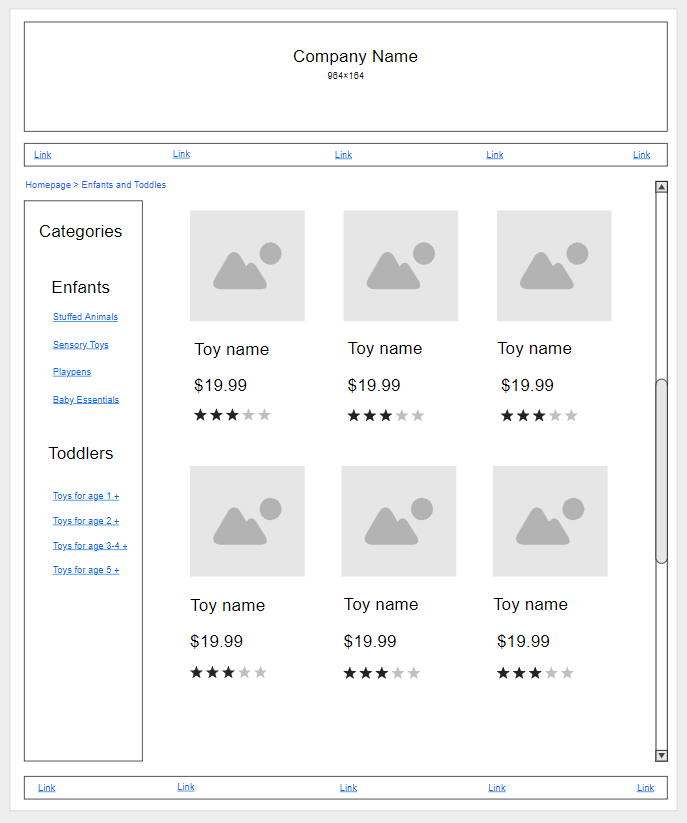 Company Name
964×164
Link Link Link Link Link
Homepage > Enfants and Toddles
Categories
Enfants
Stuffed Animals
Sensory Toys
Playpens
Baby Essentials
Toddlers
Toys for age 1 +
Toys for age 2 +
Toys for age 3-4 +
Toys for age 5 +
Toy name Toy name Toy name
$19.99 $19.99 $19.99
Toy name Toy name Toy name
$19.99 $19.99 $19.99
Link Link Link Link Link